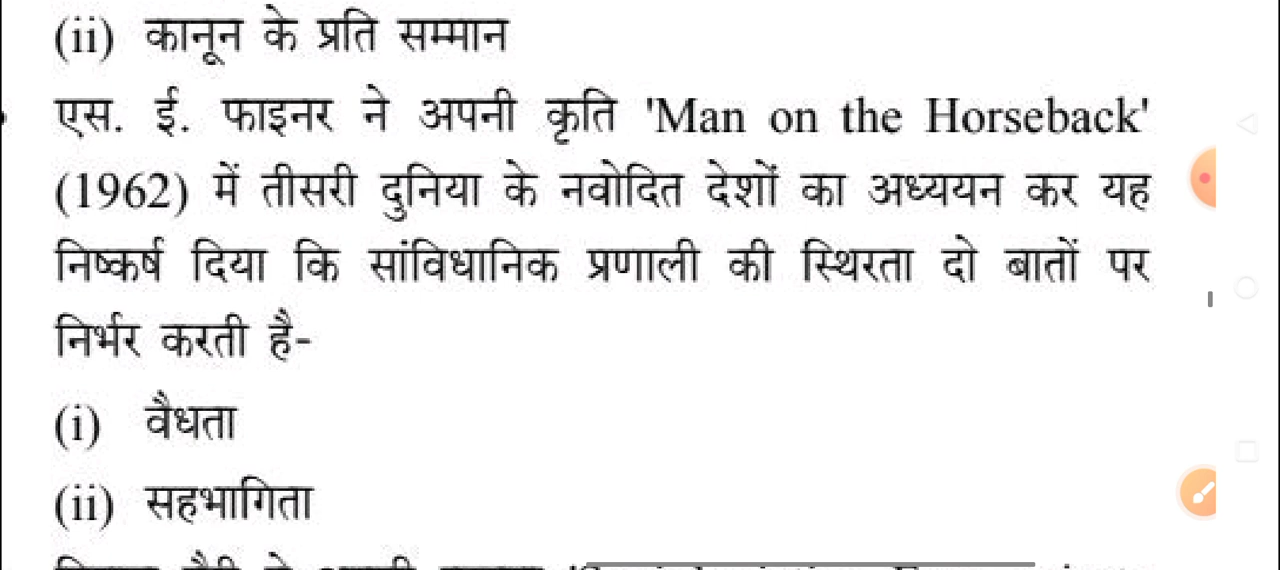 (ii) कानून के प्रति सम्मान
एस. ई. फाइनर ने अपनी कृति 'Man on the Horseback'
(1962) में तीसरी दुनिया के नवोदित देशों का अध्ययन कर यह
निष्कर्ष दिया कि सांविधानिक प्रणाली की स्थिरता दो बातों पर
निर्भर करती है-
(i) वैधता
(ii) सहभागिता